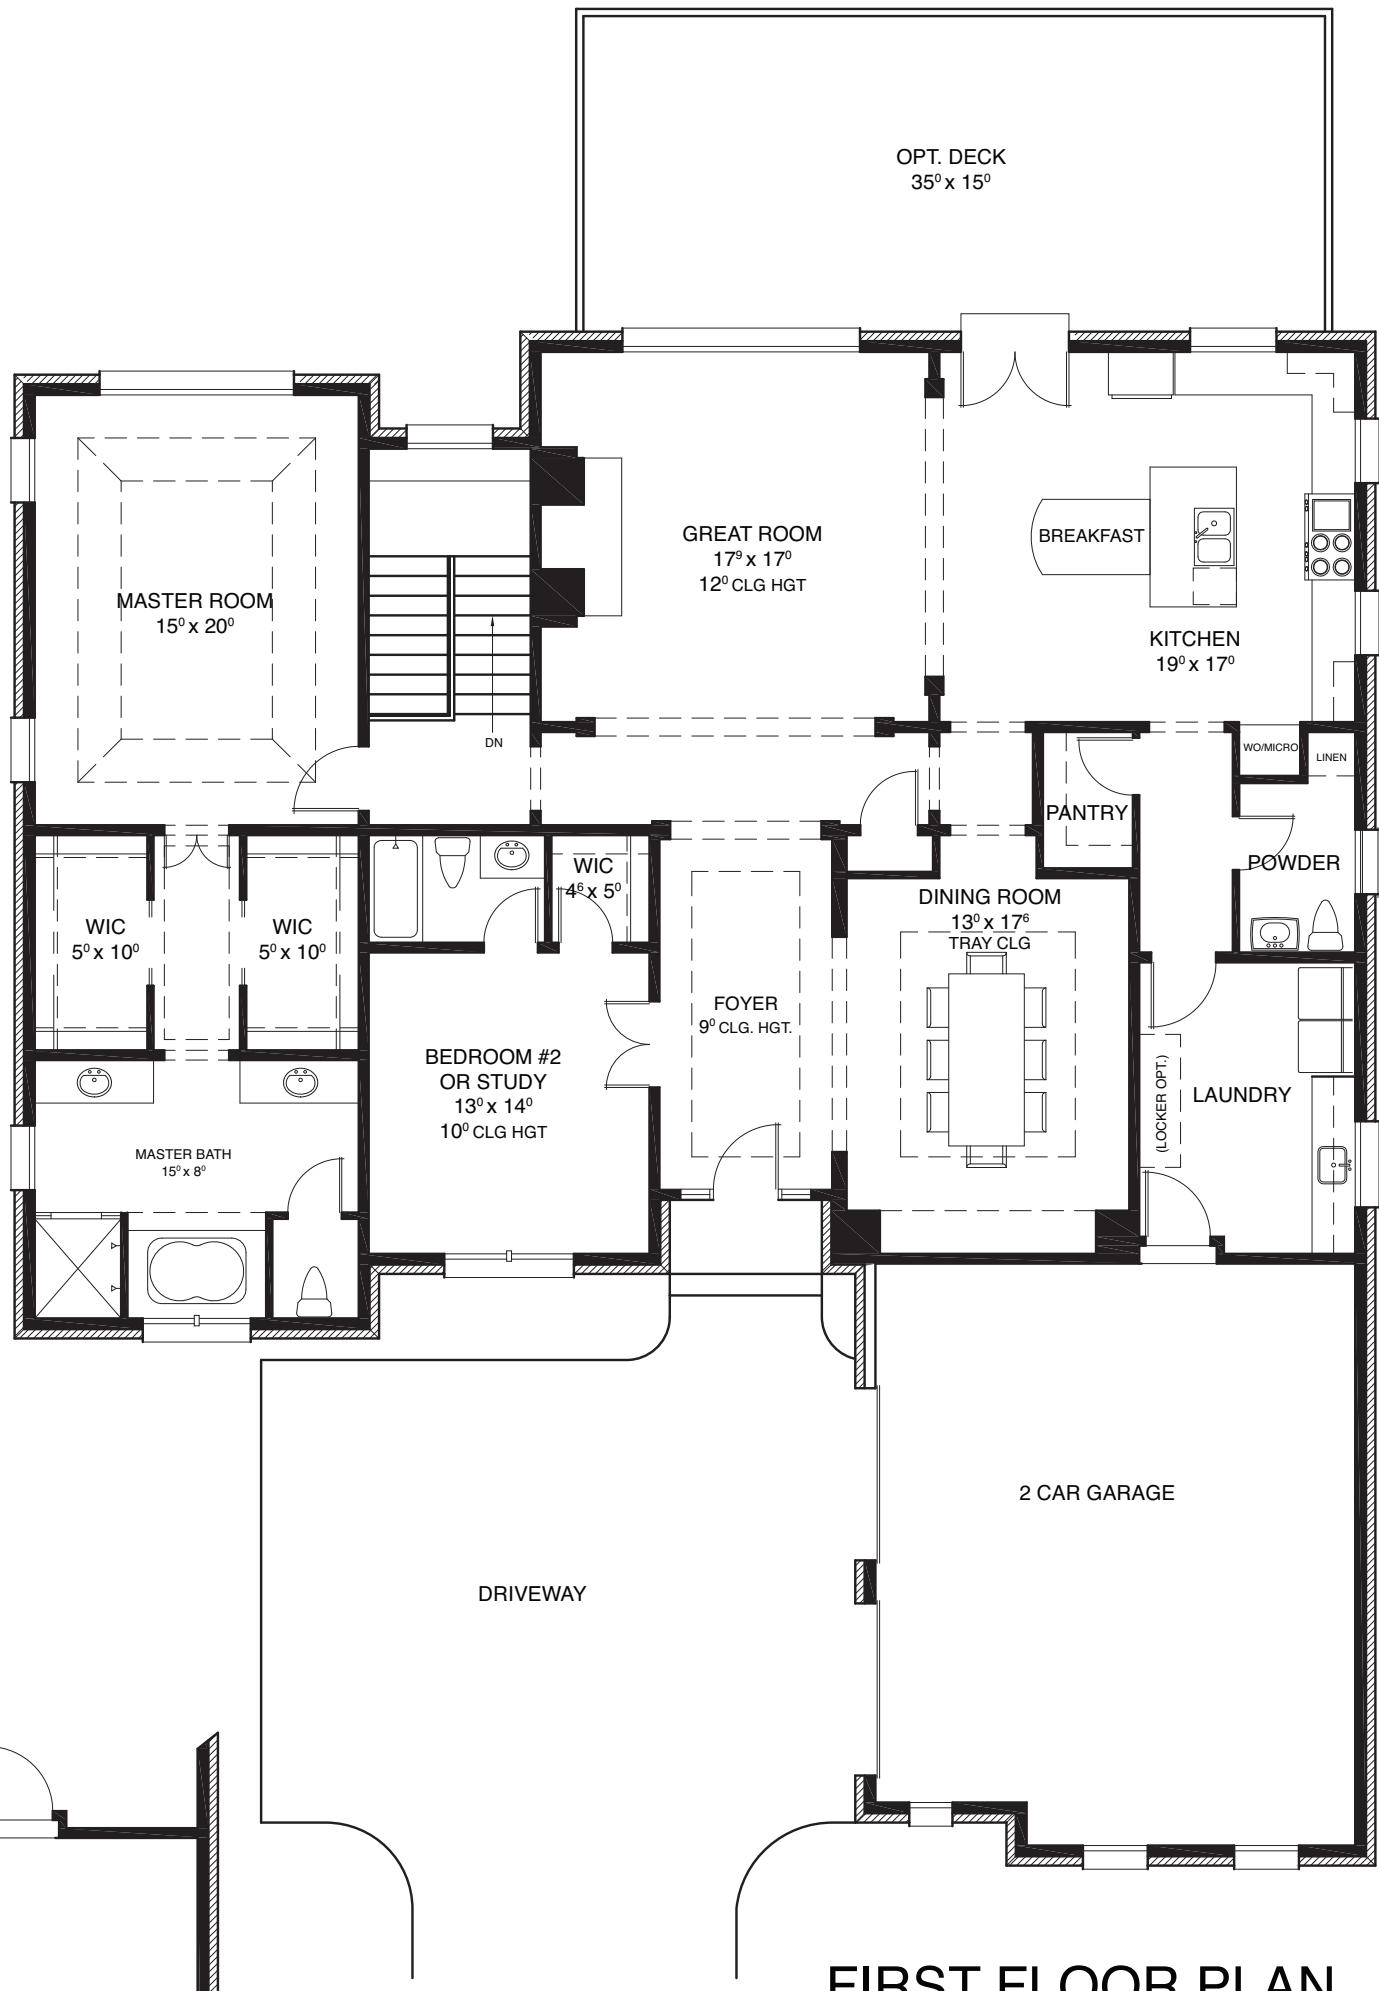 OPT. DECK
35⁰ x 15⁰
GREAT ROOM
17⁹ x 17⁰
12⁰ CLG HGT
BREAKFAST
KITCHEN
19⁰ x 17⁰
MASTER ROOM
15⁰ x 20⁰
DN
WO/MICRO
LINEN
PANTRY
POWDER
WIC
4⁶ x 5⁰
DINING ROOM
13⁰ x 17⁶
TRAY CLG
WIC
5⁰ x 10⁰
WIC
5⁰ x 10⁰
FOYER
9⁰ CLG. HGT.
BEDROOM #2
OR STUDY
13⁰ x 14⁰
10⁰ CLG HGT
(LOCKER OPT.)
LAUNDRY
MASTER BATH
15⁰ x 8⁰
2 CAR GARAGE
DRIVEWAY
FIRST FLOOR PLAN